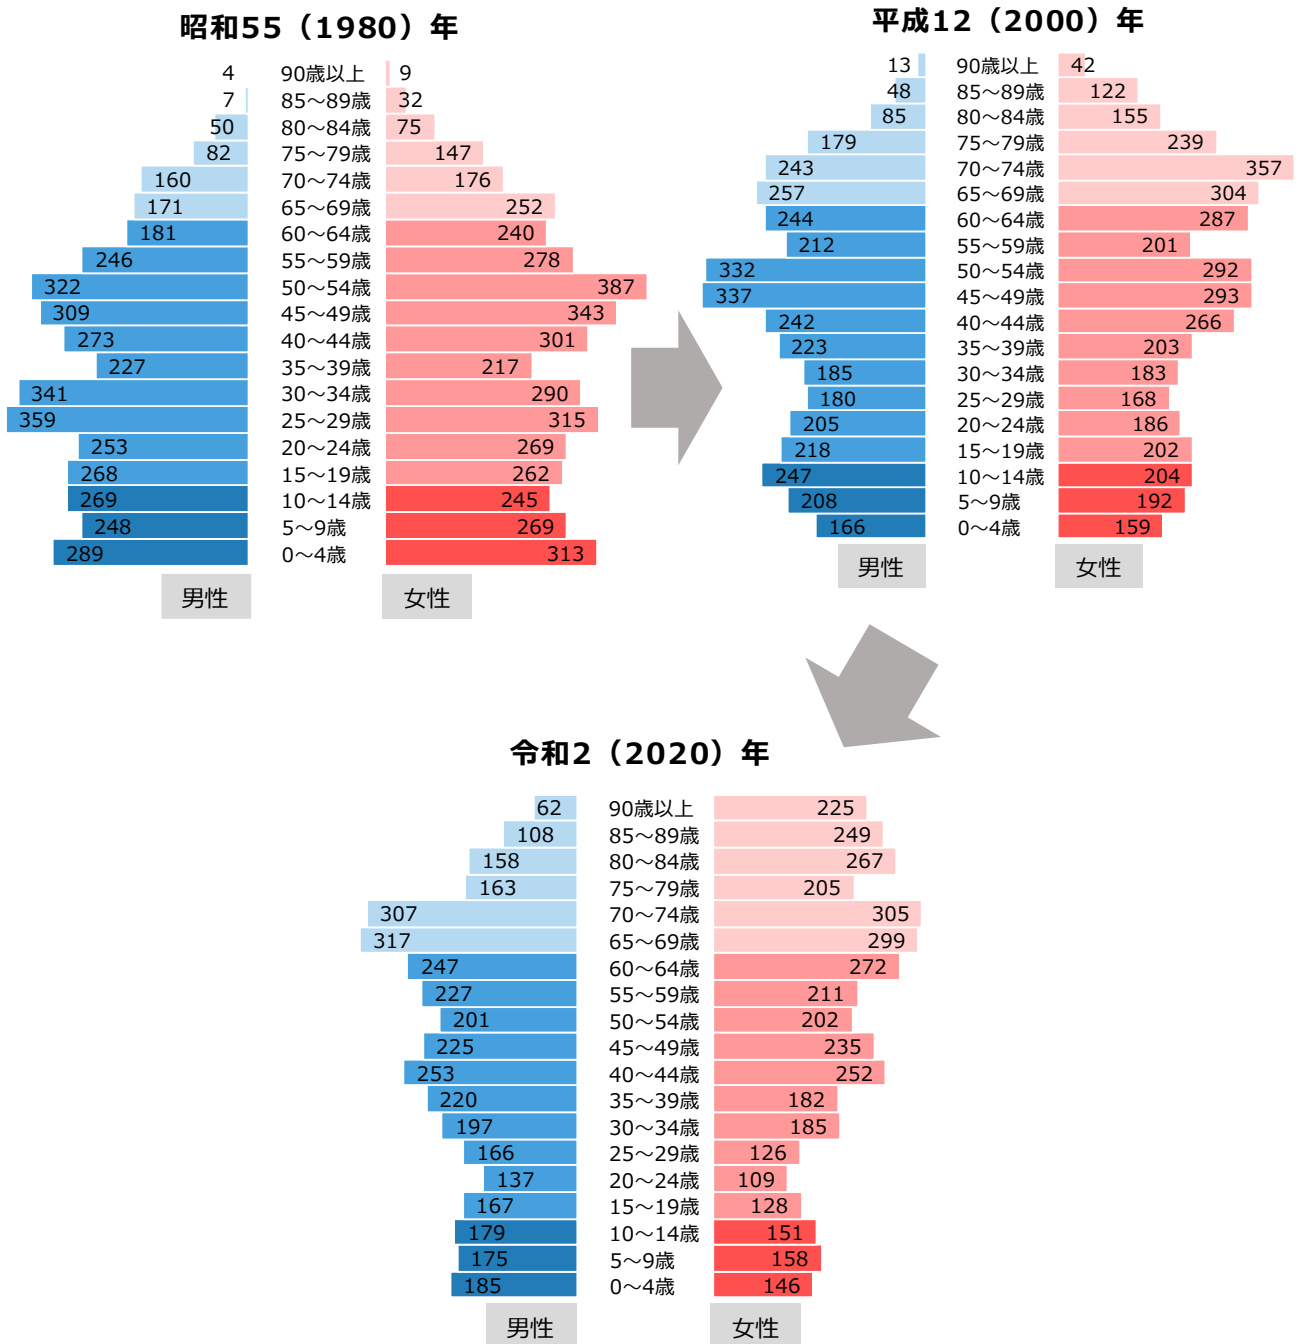 昭和55（1980）年
4 90歳以上 9
7 85～89歳 32
50 80～84歳 75
82 75～79歳 147
160 70～74歳 176
171 65～69歳 252
181 60～64歳 240
246 55～59歳 278
322 50～54歳 387
309 45～49歳 343
273 40～44歳 301
227 35～39歳 217
341 30～34歳 290
359 25～29歳 315
253 20～24歳 269
268 15～19歳 262
269 10～14歳 245
248 5～9歳 269
289 0～4歳 313
男性 女性
平成12（2000）年
13 90歳以上 42
48 85～89歳 122
85 80～84歳 155
179 75～79歳 239
243 70～74歳 357
257 65～69歳 304
244 60～64歳 287
212 55～59歳 201
332 50～54歳 292
337 45～49歳 293
242 40～44歳 266
223 35～39歳 203
185 30～34歳 183
180 25～29歳 168
205 20～24歳 186
218 15～19歳 202
247 10～14歳 204
208 5～9歳 192
166 0～4歳 159
男性 女性
令和2（2020）年
62 90歳以上 225
108 85～89歳 249
158 80～84歳 267
163 75～79歳 205
307 70～74歳 305
317 65～69歳 299
247 60～64歳 272
227 55～59歳 211
201 50～54歳 202
225 45～49歳 235
253 40～44歳 252
220 35～39歳 182
197 30～34歳 185
166 25～29歳 126
137 20～24歳 109
167 15～19歳 128
179 10～14歳 151
175 5～9歳 158
185 0～4歳 146
男性 女性